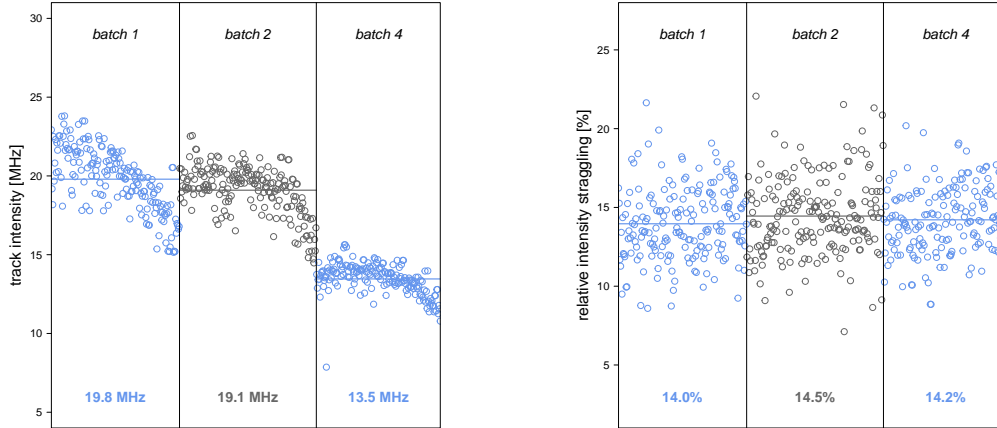 track intensity [MHz]
30
25
20
15
10
5
batch 1
batch 2
batch 4
19.8 MHz
19.1 MHz
13.5 MHz
relative intensity straggling [%]
25
20
15
10
5
batch 1
batch 2
batch 4
14.0%
14.5%
14.2%